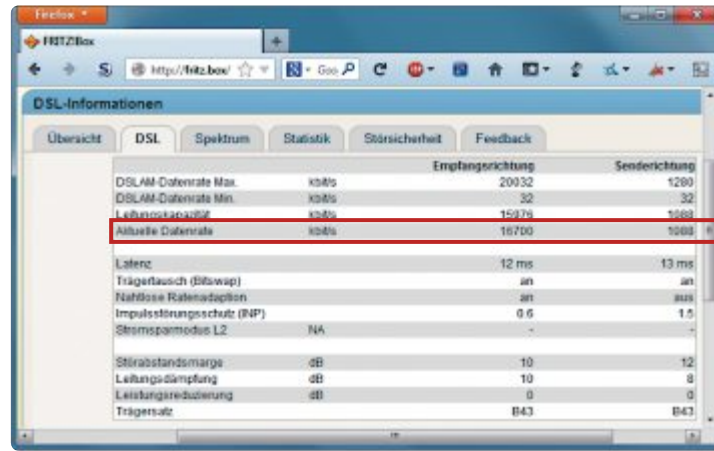 Firefox
FRITZ!Box
http://fritz.box/
DSL-Informationen
Übersicht DSL Spektrum Statistik Störsicherheit Feedback
Empfangsrichtung Senderichtung
DSLAM-Datenrate Max. kbit/s 20032 1280
DSLAM-Datenrate Min. kbit/s 32 32
Leitungskapazität kbit/s 15976 1088
Aktuelle Datenrate kbit/s 16700 1088
Latenz 12 ms 13 ms
Trägertausch (Bitswap) an an
Nahtlose Ratenadaption an aus
Impulsstörungsschutz (INP) 0.6 1.5
Stromsparmodus L2 NA - -
Störabstandsmarge dB 10 12
Leitungsdämpfung dB 10 8
Leistungsreduzierung dB 0 0
Trägersatz B43 B43